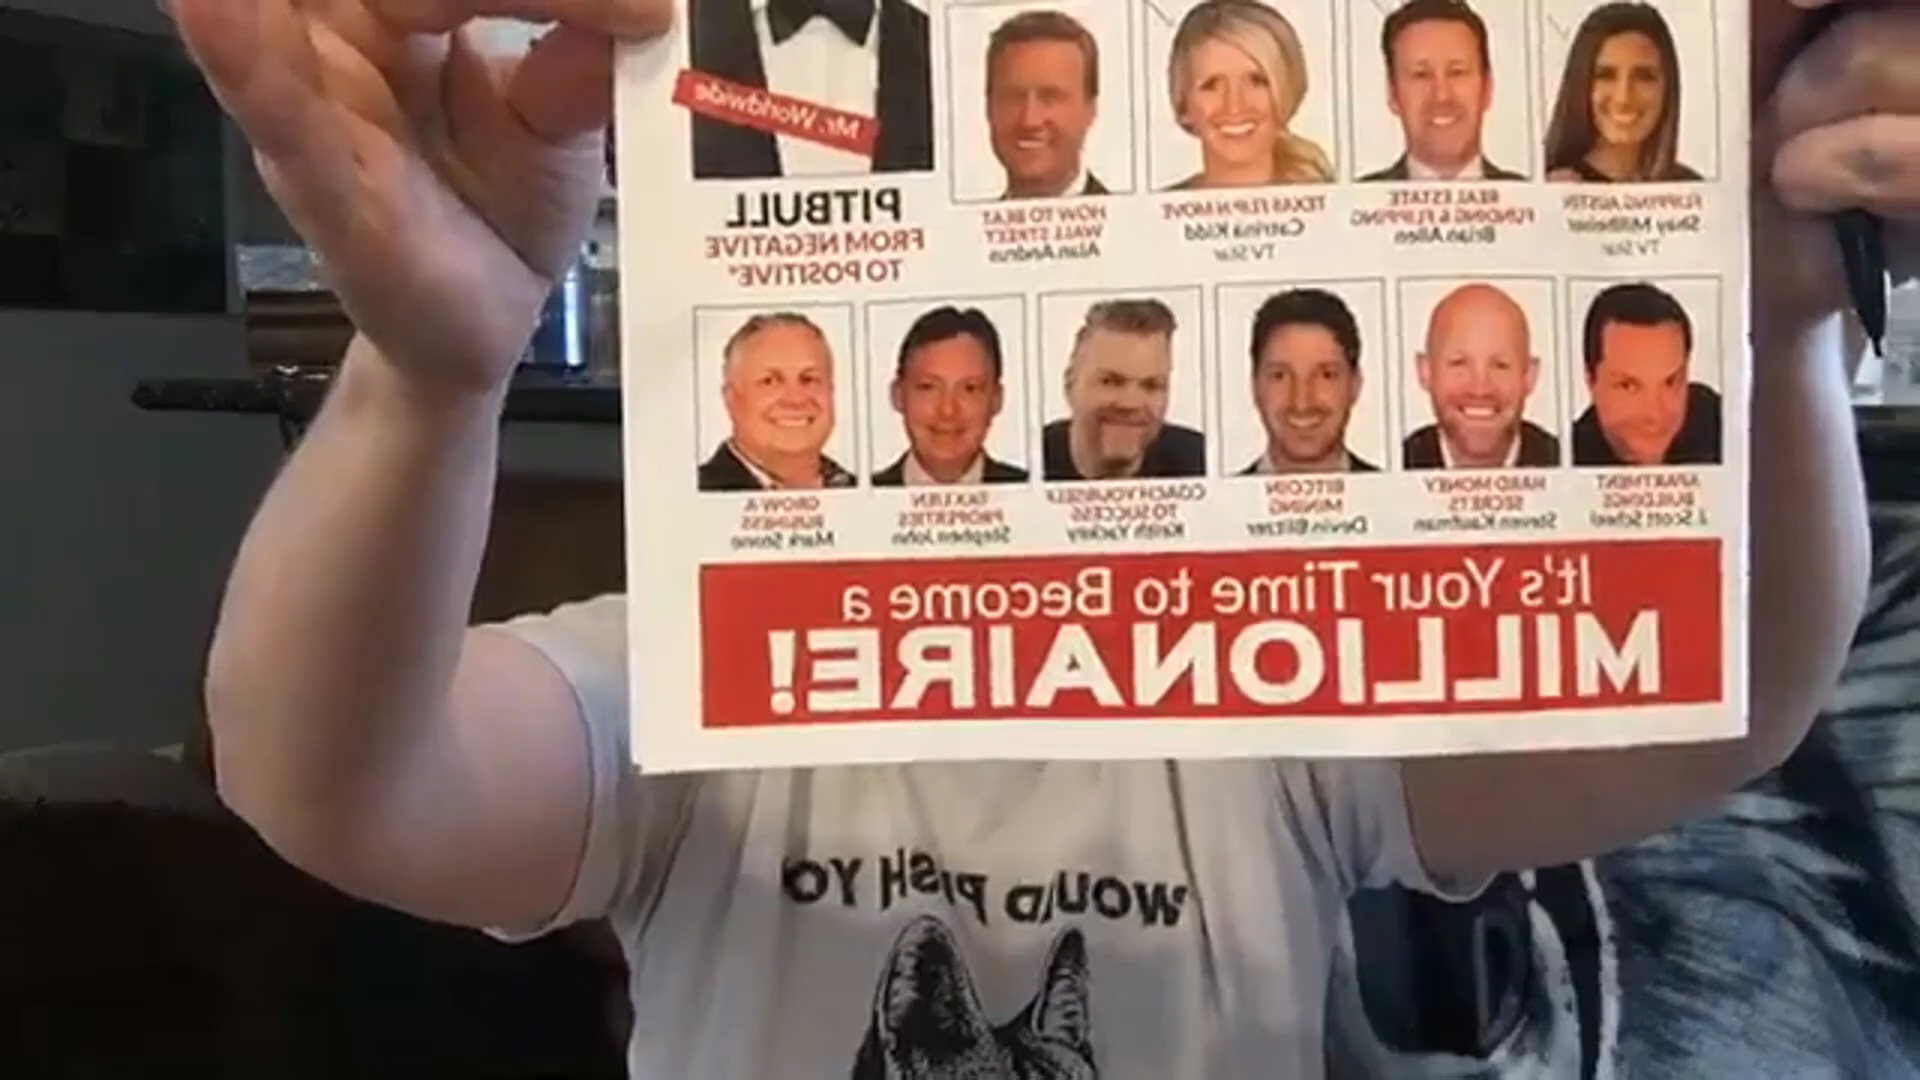 Mr. Worldwide
PITBULL
FROM NEGATIVE
TO POSITIVE*
HOW TO BEAT
WALL STREET
Alan Andrus
TEXAS FLIP N MOVE
Catrina Kidd
TV Star
REAL ESTATE
FUNDING & FLIPPING
Brian Allen
FLIPPING AUSTIN
Shay Millheiser
TV Star
GROW A
BUSINESS
Mark Stone
TAX LIEN
PROPERTIES
Stephen John
COACH YOURSELF
TO SUCCESS
Keith Yackey
BITCOIN
MINING
Devin Blitzer
HARD MONEY
SECRETS
Steven Kaufman
APARTMENT
BUILDINGS
J. Scott Scheel
It's Your Time to Become a
MILLIONAIRE!
WOULD PUSH YO